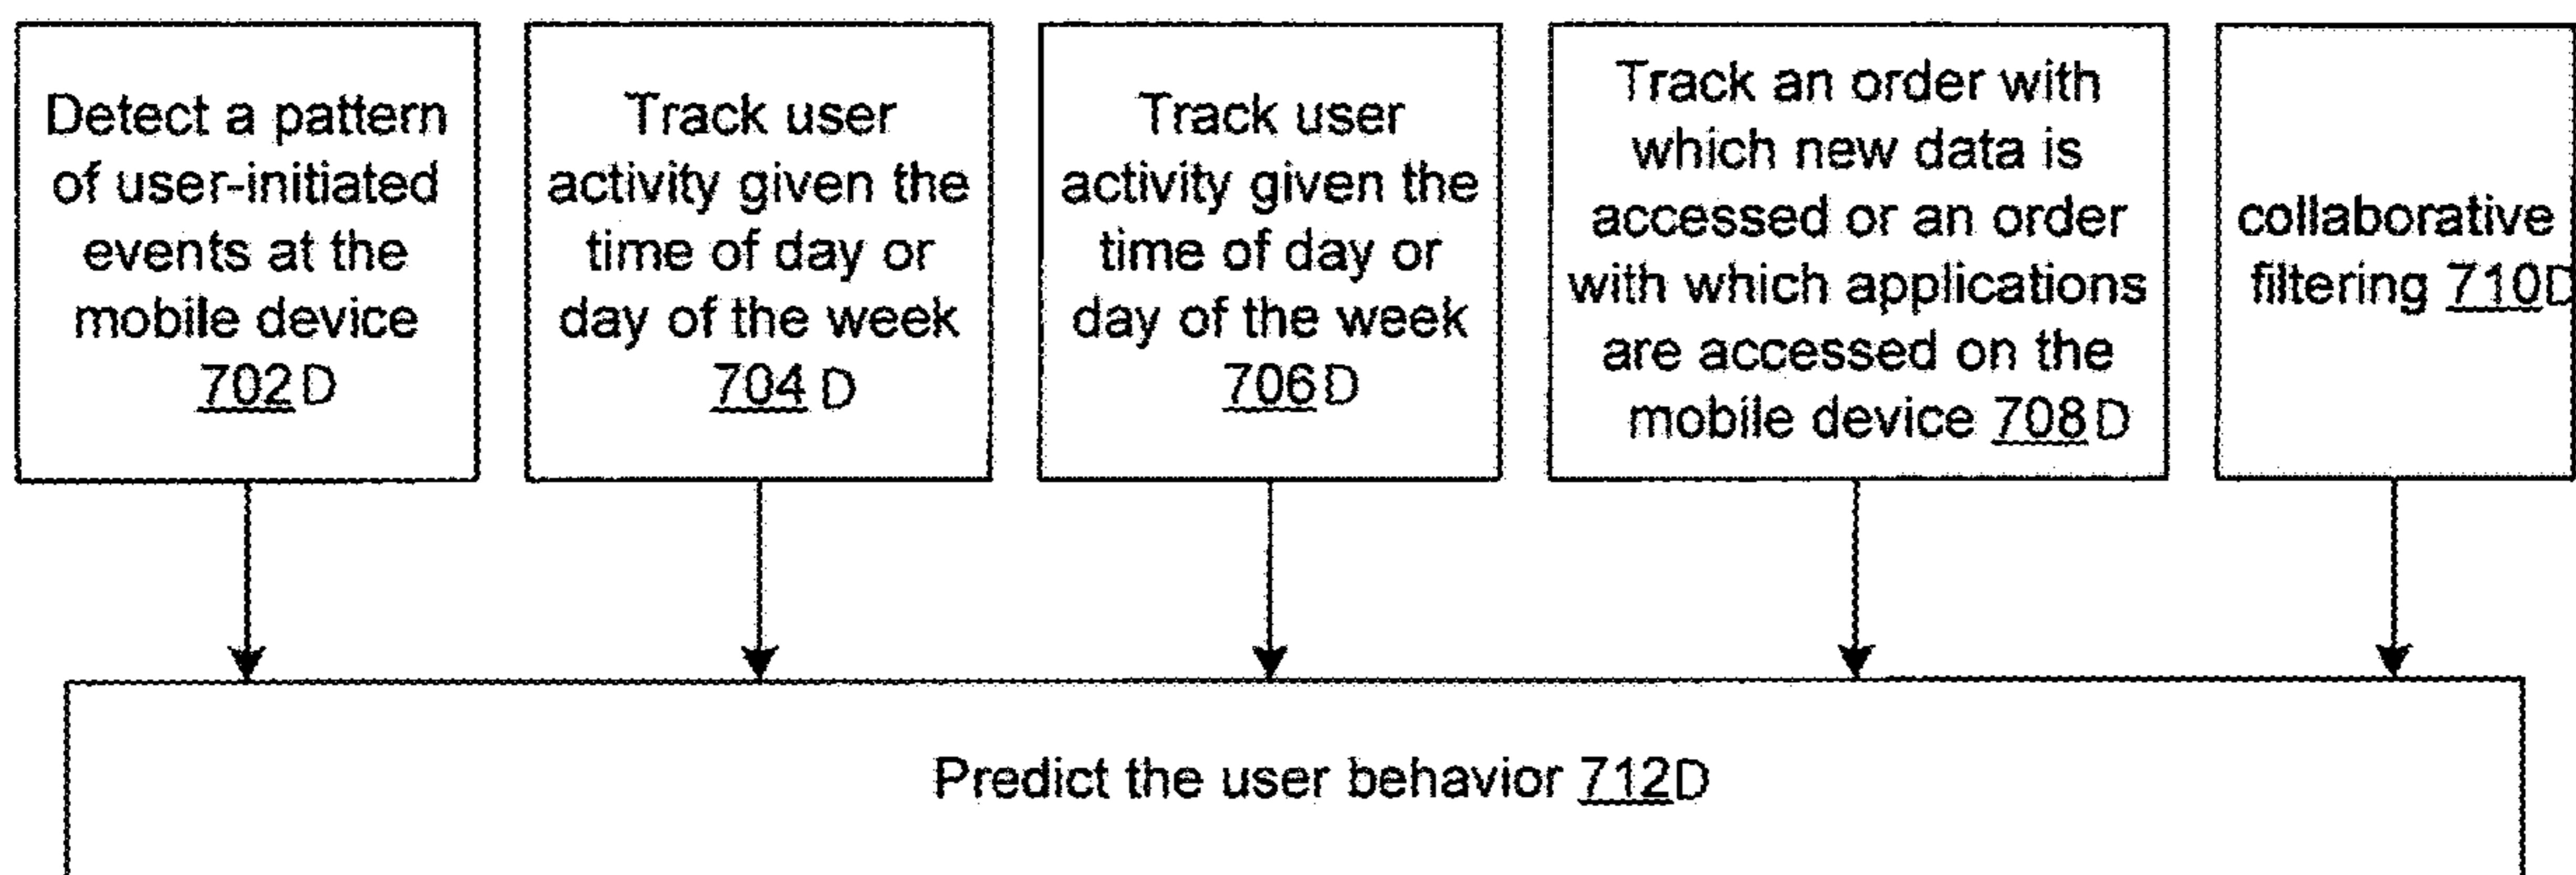 Detect a pattern
of user-initiated
events at the
mobile device
702D
Track user
activity given the
time of day or
day of the week
704 D
Track user
activity given the
time of day or
day of the week
706D
Track an order with
which new data is
accessed or an order
with which applications
are accessed on the
mobile device 708D
collaborative
filtering 710D
Predict the user behavior 712D